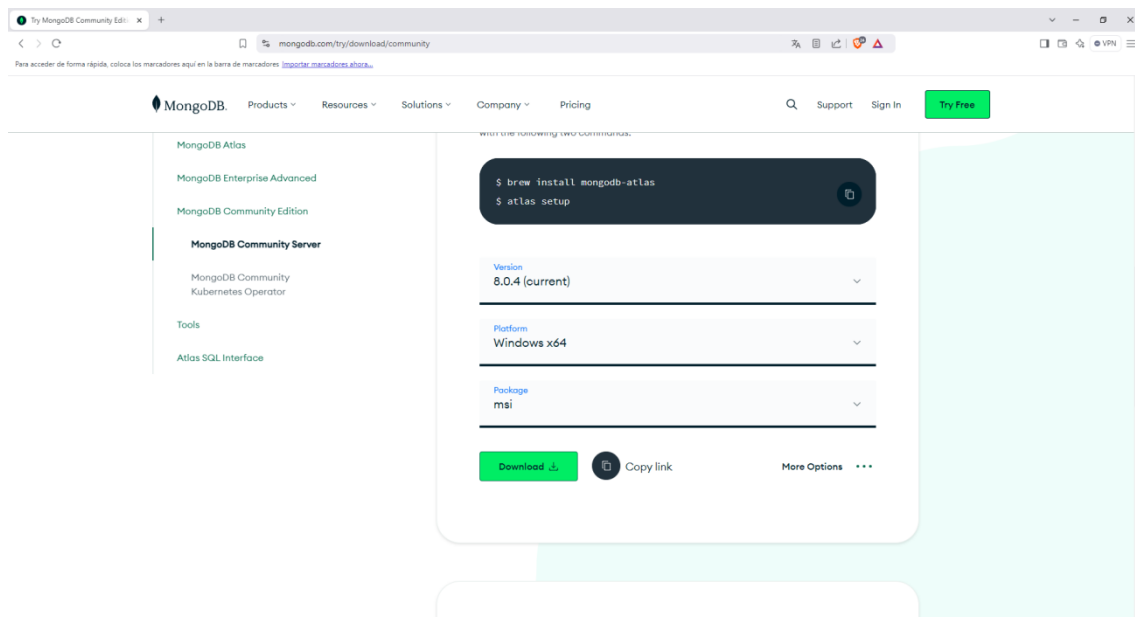 Try MongoDB Community Editi
mongodb.com/try/download/community
VPN
Para acceder de forma rápida, coloca los marcadores aquí en la barra de marcadores Importar marcadores ahora...
MongoDB. Products Resources Solutions Company Pricing Support Sign In Try Free
with the following two commands.
MongoDB Atlas
MongoDB Enterprise Advanced
MongoDB Community Edition
MongoDB Community Server
MongoDB Community
Kubernetes Operator
Tools
Atlas SQL Interface
$ brew install mongodb-atlas
$ atlas setup
Version
8.0.4 (current)
Platform
Windows x64
Package
msi
Download Copy link More Options